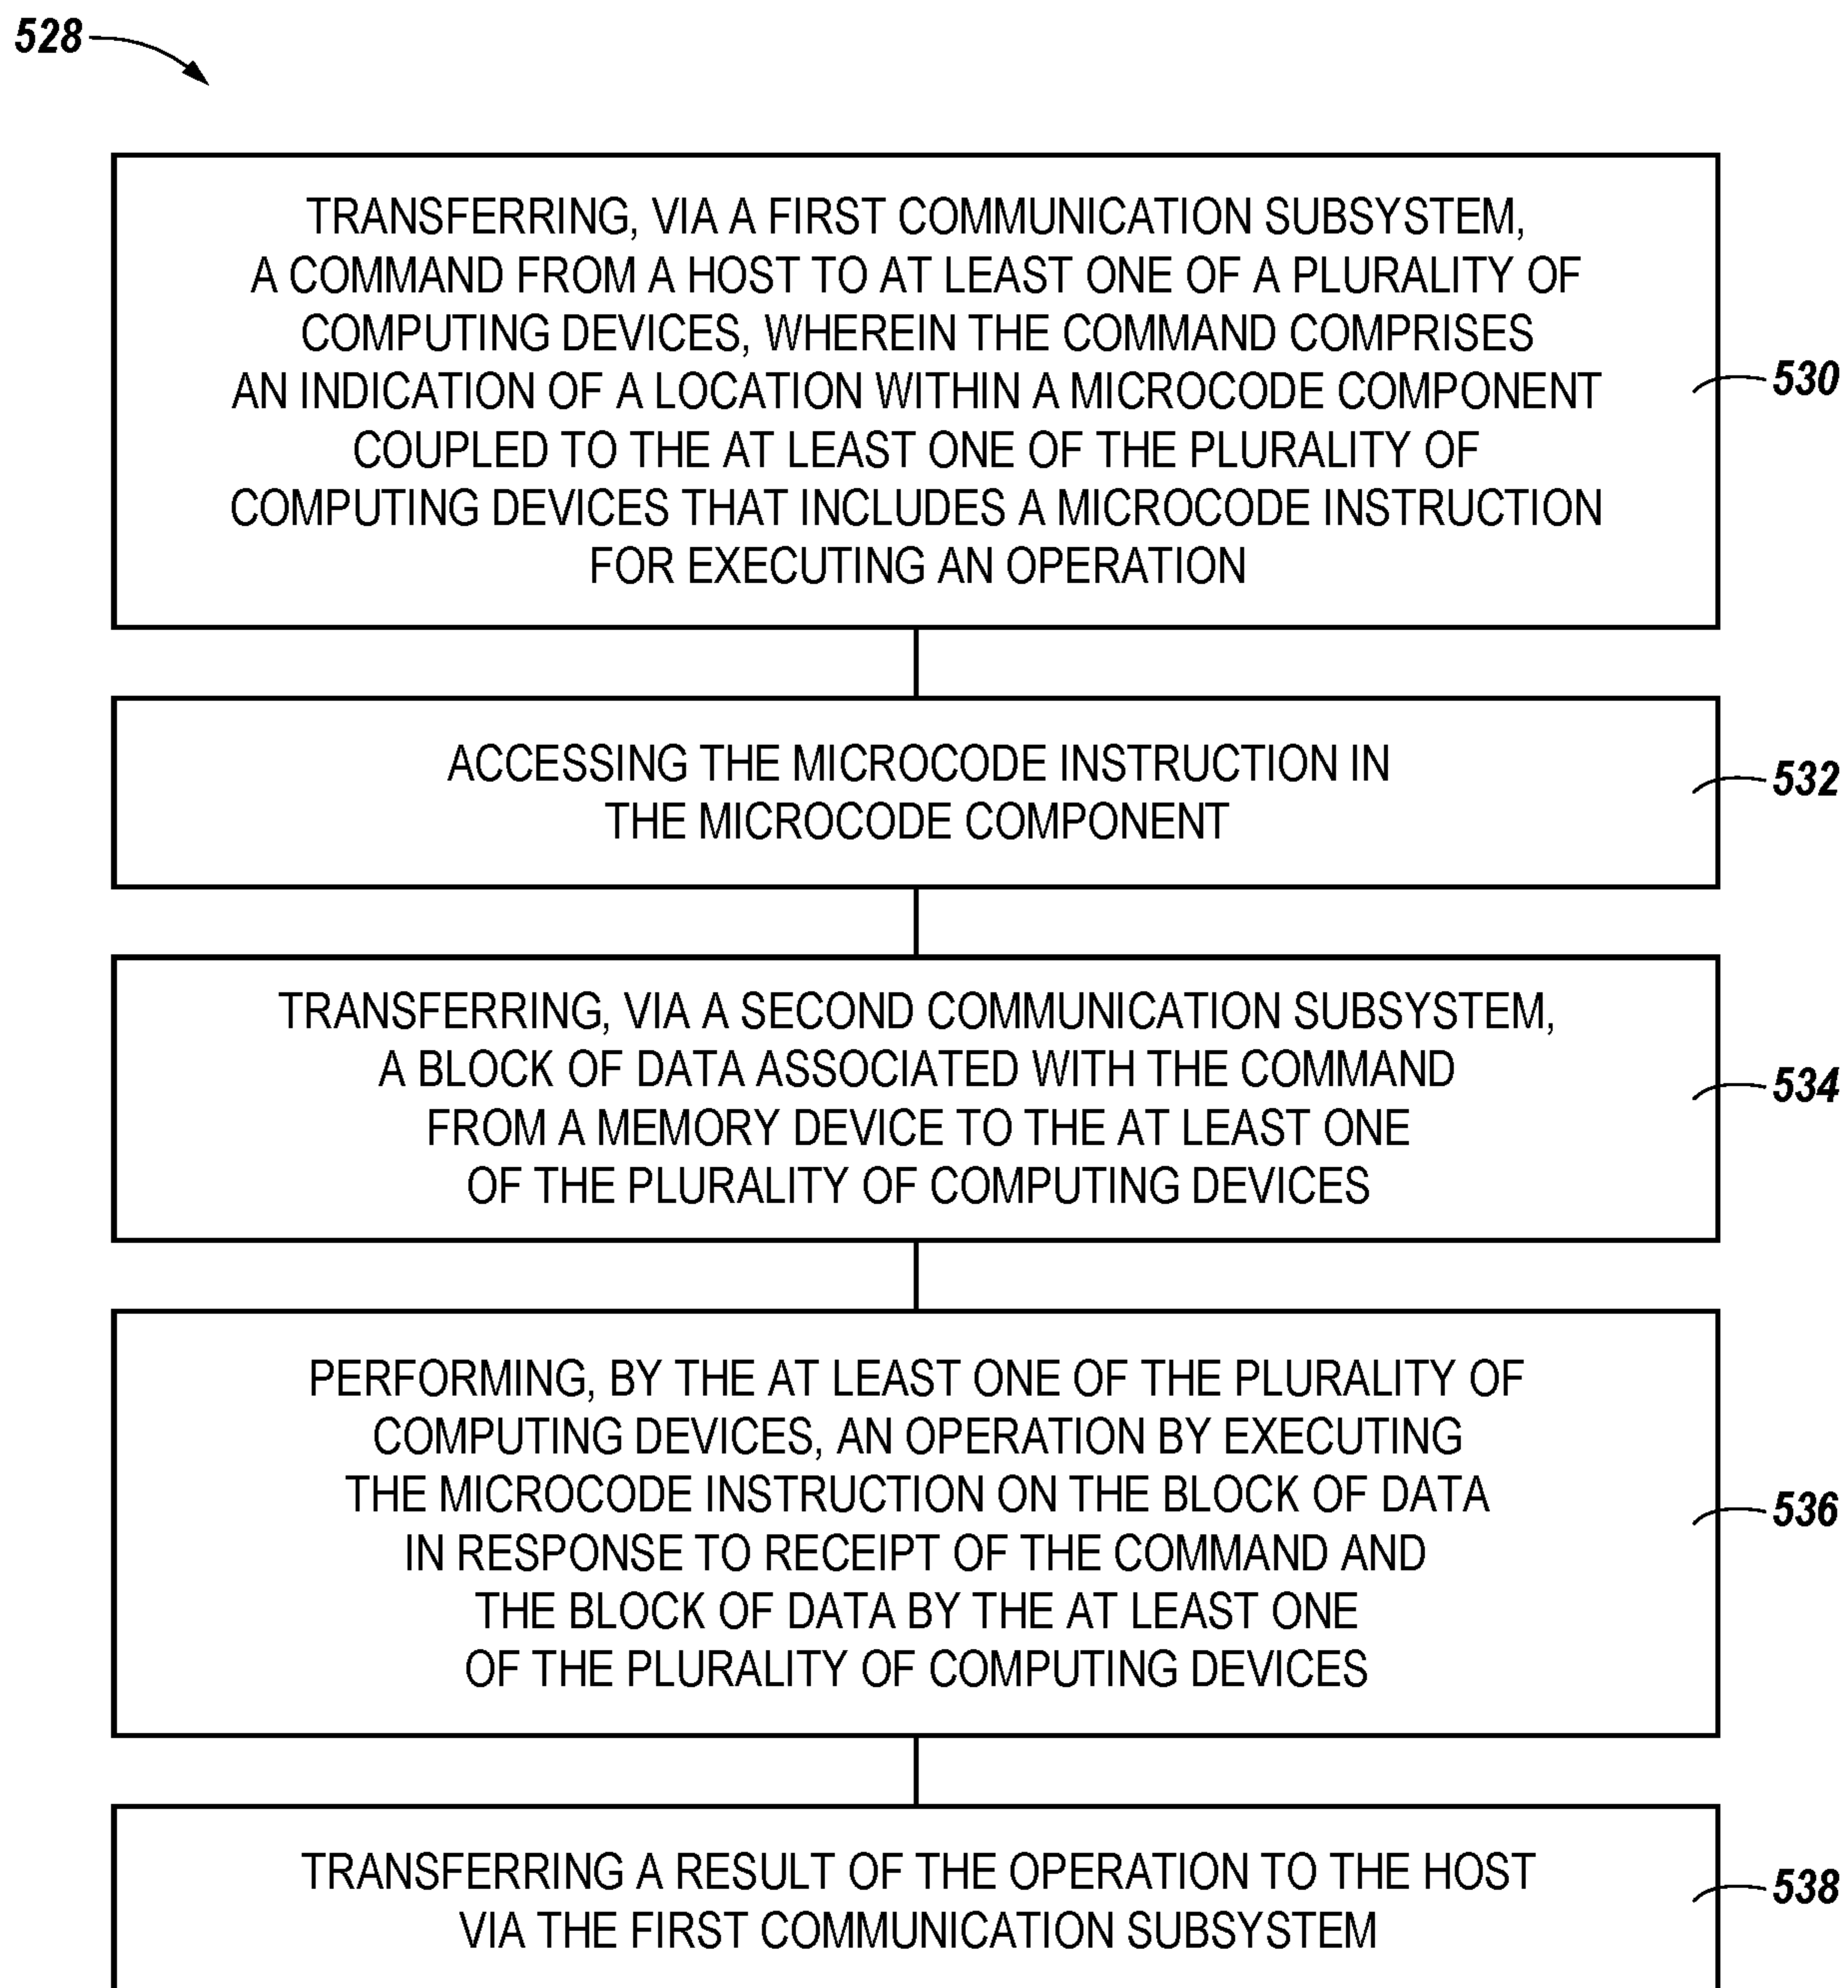 528
TRANSFERRING, VIA A FIRST COMMUNICATION SUBSYSTEM,
A COMMAND FROM A HOST TO AT LEAST ONE OF A PLURALITY OF
COMPUTING DEVICES, WHEREIN THE COMMAND COMPRISES
AN INDICATION OF A LOCATION WITHIN A MICROCODE COMPONENT
COUPLED TO THE AT LEAST ONE OF THE PLURALITY OF
COMPUTING DEVICES THAT INCLUDES A MICROCODE INSTRUCTION
FOR EXECUTING AN OPERATION
530
ACCESSING THE MICROCODE INSTRUCTION IN
THE MICROCODE COMPONENT
532
TRANSFERRING, VIA A SECOND COMMUNICATION SUBSYSTEM,
A BLOCK OF DATA ASSOCIATED WITH THE COMMAND
FROM A MEMORY DEVICE TO THE AT LEAST ONE
OF THE PLURALITY OF COMPUTING DEVICES
534
PERFORMING, BY THE AT LEAST ONE OF THE PLURALITY OF
COMPUTING DEVICES, AN OPERATION BY EXECUTING
THE MICROCODE INSTRUCTION ON THE BLOCK OF DATA
IN RESPONSE TO RECEIPT OF THE COMMAND AND
THE BLOCK OF DATA BY THE AT LEAST ONE
OF THE PLURALITY OF COMPUTING DEVICES
536
TRANSFERRING A RESULT OF THE OPERATION TO THE HOST
VIA THE FIRST COMMUNICATION SUBSYSTEM
538